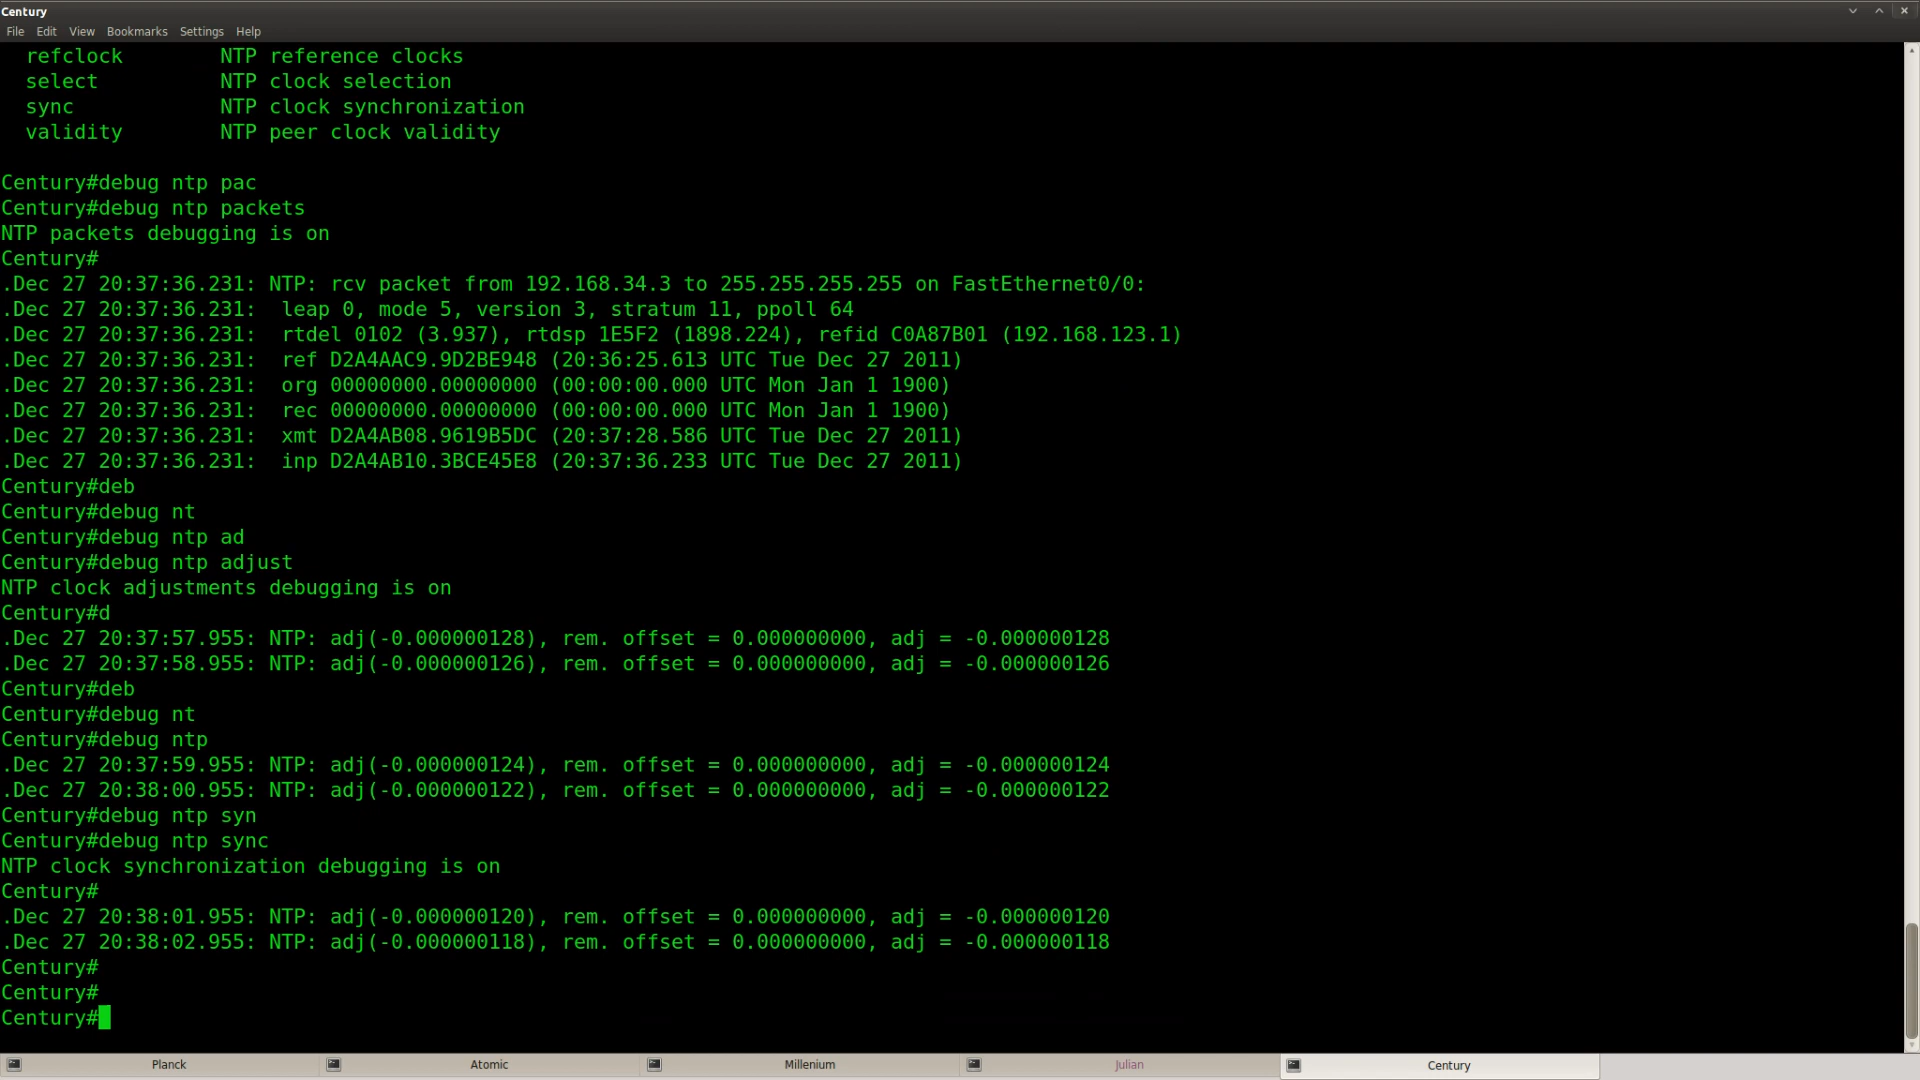 Century
File Edit View Bookmarks Settings Help
refclock NTP reference clocks
select NTP clock selection
sync NTP clock synchronization
validity NTP peer clock validity
Century#debug ntp pac
Century#debug ntp packets
NTP packets debugging is on
Century#
.Dec 27 20:37:36.231: NTP: rcv packet from 192.168.34.3 to 255.255.255.255 on FastEthernet0/0:
.Dec 27 20:37:36.231: leap 0, mode 5, version 3, stratum 11, ppoll 64
.Dec 27 20:37:36.231: rtdel 0102 (3.937), rtdsp 1E5F2 (1898.224), refid C0A87B01 (192.168.123.1)
.Dec 27 20:37:36.231: ref D2A4AAC9.9D2BE948 (20:36:25.613 UTC Tue Dec 27 2011)
.Dec 27 20:37:36.231: org 00000000.00000000 (00:00:00.000 UTC Mon Jan 1 1900)
.Dec 27 20:37:36.231: rec 00000000.00000000 (00:00:00.000 UTC Mon Jan 1 1900)
.Dec 27 20:37:36.231: xmt D2A4AB08.9619B5DC (20:37:28.586 UTC Tue Dec 27 2011)
.Dec 27 20:37:36.231: inp D2A4AB10.3BCE45E8 (20:37:36.233 UTC Tue Dec 27 2011)
Century#deb
Century#debug nt
Century#debug ntp ad
Century#debug ntp adjust
NTP clock adjustments debugging is on
Century#d
.Dec 27 20:37:57.955: NTP: adj(-0.000000128), rem. offset = 0.000000000, adj = -0.000000128
.Dec 27 20:37:58.955: NTP: adj(-0.000000126), rem. offset = 0.000000000, adj = -0.000000126
Century#deb
Century#debug nt
Century#debug ntp
.Dec 27 20:37:59.955: NTP: adj(-0.000000124), rem. offset = 0.000000000, adj = -0.000000124
.Dec 27 20:38:00.955: NTP: adj(-0.000000122), rem. offset = 0.000000000, adj = -0.000000122
Century#debug ntp syn
Century#debug ntp sync
NTP clock synchronization debugging is on
Century#
.Dec 27 20:38:01.955: NTP: adj(-0.000000120), rem. offset = 0.000000000, adj = -0.000000120
.Dec 27 20:38:02.955: NTP: adj(-0.000000118), rem. offset = 0.000000000, adj = -0.000000118
Century#
Century#
Century#
Planck Atomic Millenium Julian Century